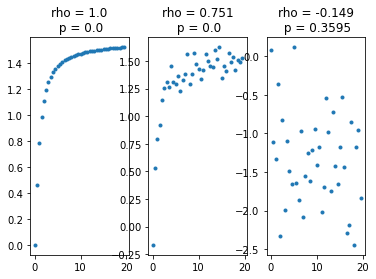 rho = 1.0
p = 0.0
rho = 0.751
p = 0.0
rho = -0.149
p = 0.3595
1.4
1.2
1.0
0.8
0.6
0.4
0.2
0.0
0 10 20
1.50
1.25
1.00
0.75
0.50
0.25
0.00
-0.25
0 10 20
0.0
−0.5
−1.0
−1.5
−2.0
−2.5
0 10 20